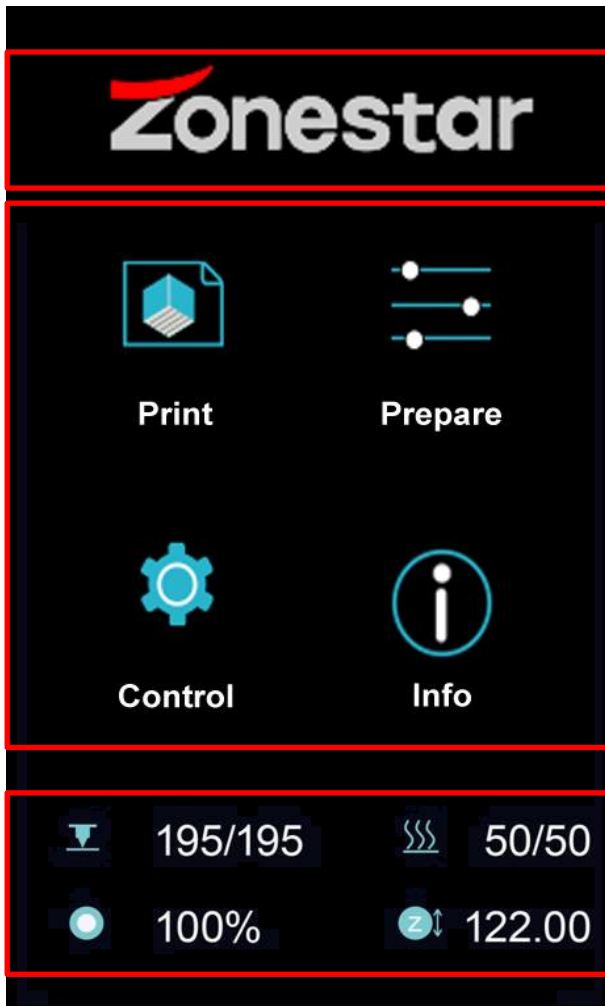 Zonestar
Print Prepare
Control Info
195/195 50/50
100% Z 122.00